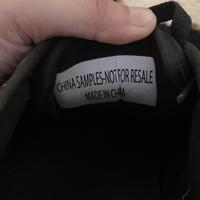 CHINA SAMPLES-NOT FOR RESALE
MADE IN CHINA